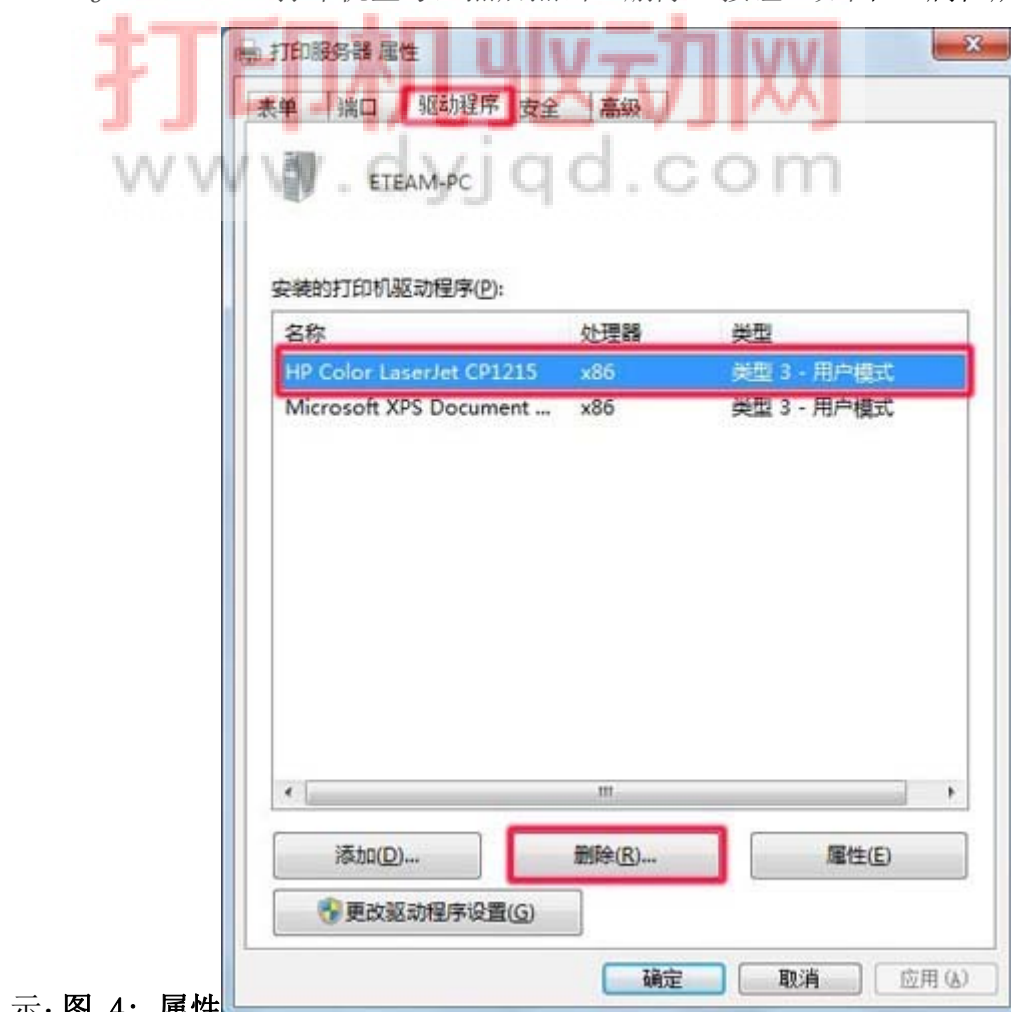 打印机驱动网
www.dyjqd.com
打印服务器 属性
表单 端口 驱动程序 安全 高级
ETEAM-PC
安装的打印机驱动程序(P):
名称 处理器 类型
HP Color LaserJet CP1215 x86 类型 3 - 用户模式
Microsoft XPS Document ... x86 类型 3 - 用户模式
添加(D)... 删除(R)... 属性(E)
更改驱动程序设置(G)
确定 取消 应用(A)
示:图 4: 属性